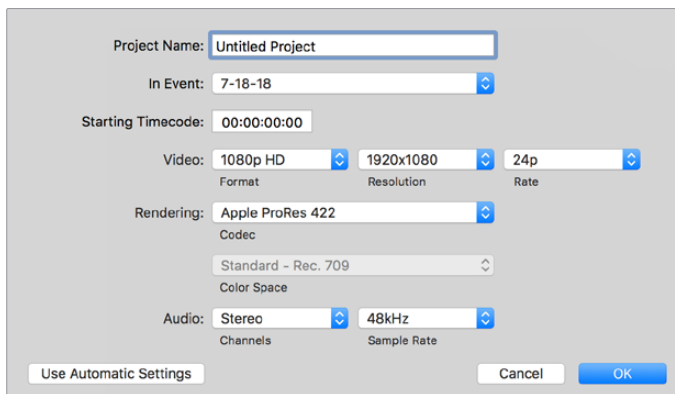 Project Name: Untitled Project
In Event: 7-18-18
Starting Timecode: 00:00:00:00
Video: 1080p HD 1920x1080 24p
Format Resolution Rate
Rendering: Apple ProRes 422
Codec
Standard - Rec. 709
Color Space
Audio: Stereo 48kHz
Channels Sample Rate
Use Automatic Settings Cancel OK